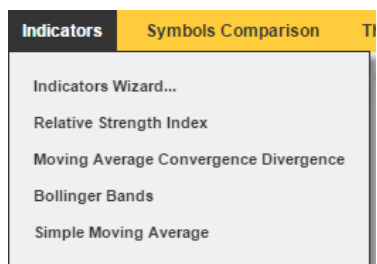 Indicators Symbols Comparison
Indicators Wizard...
Relative Strength Index
Moving Average Convergence Divergence
Bollinger Bands
Simple Moving Average